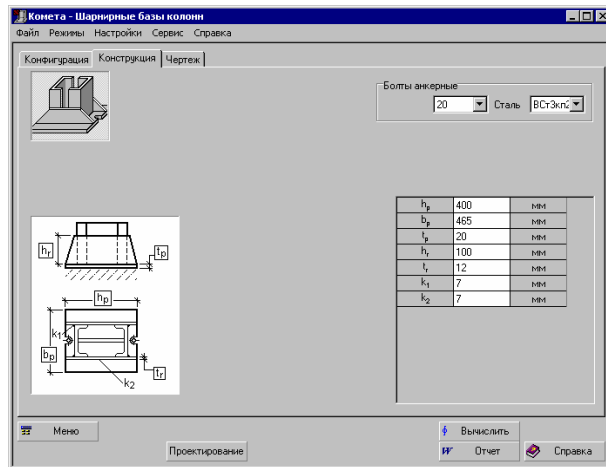 Комета - Шарнирные базы колонн
Файл Режимы Настройки Сервис Справка
Конфигурация Конструкция Чертеж
Болты анкерные
20 Сталь ВСт3кп2
hp 400 мм
bp 465 мм
tp 20 мм
hr 100 мм
tr 12 мм
k1 7 мм
k2 7 мм
hr tp
hp
k1
bp
tr
k2
Меню Вычислить
Проектирование Отчет Справка